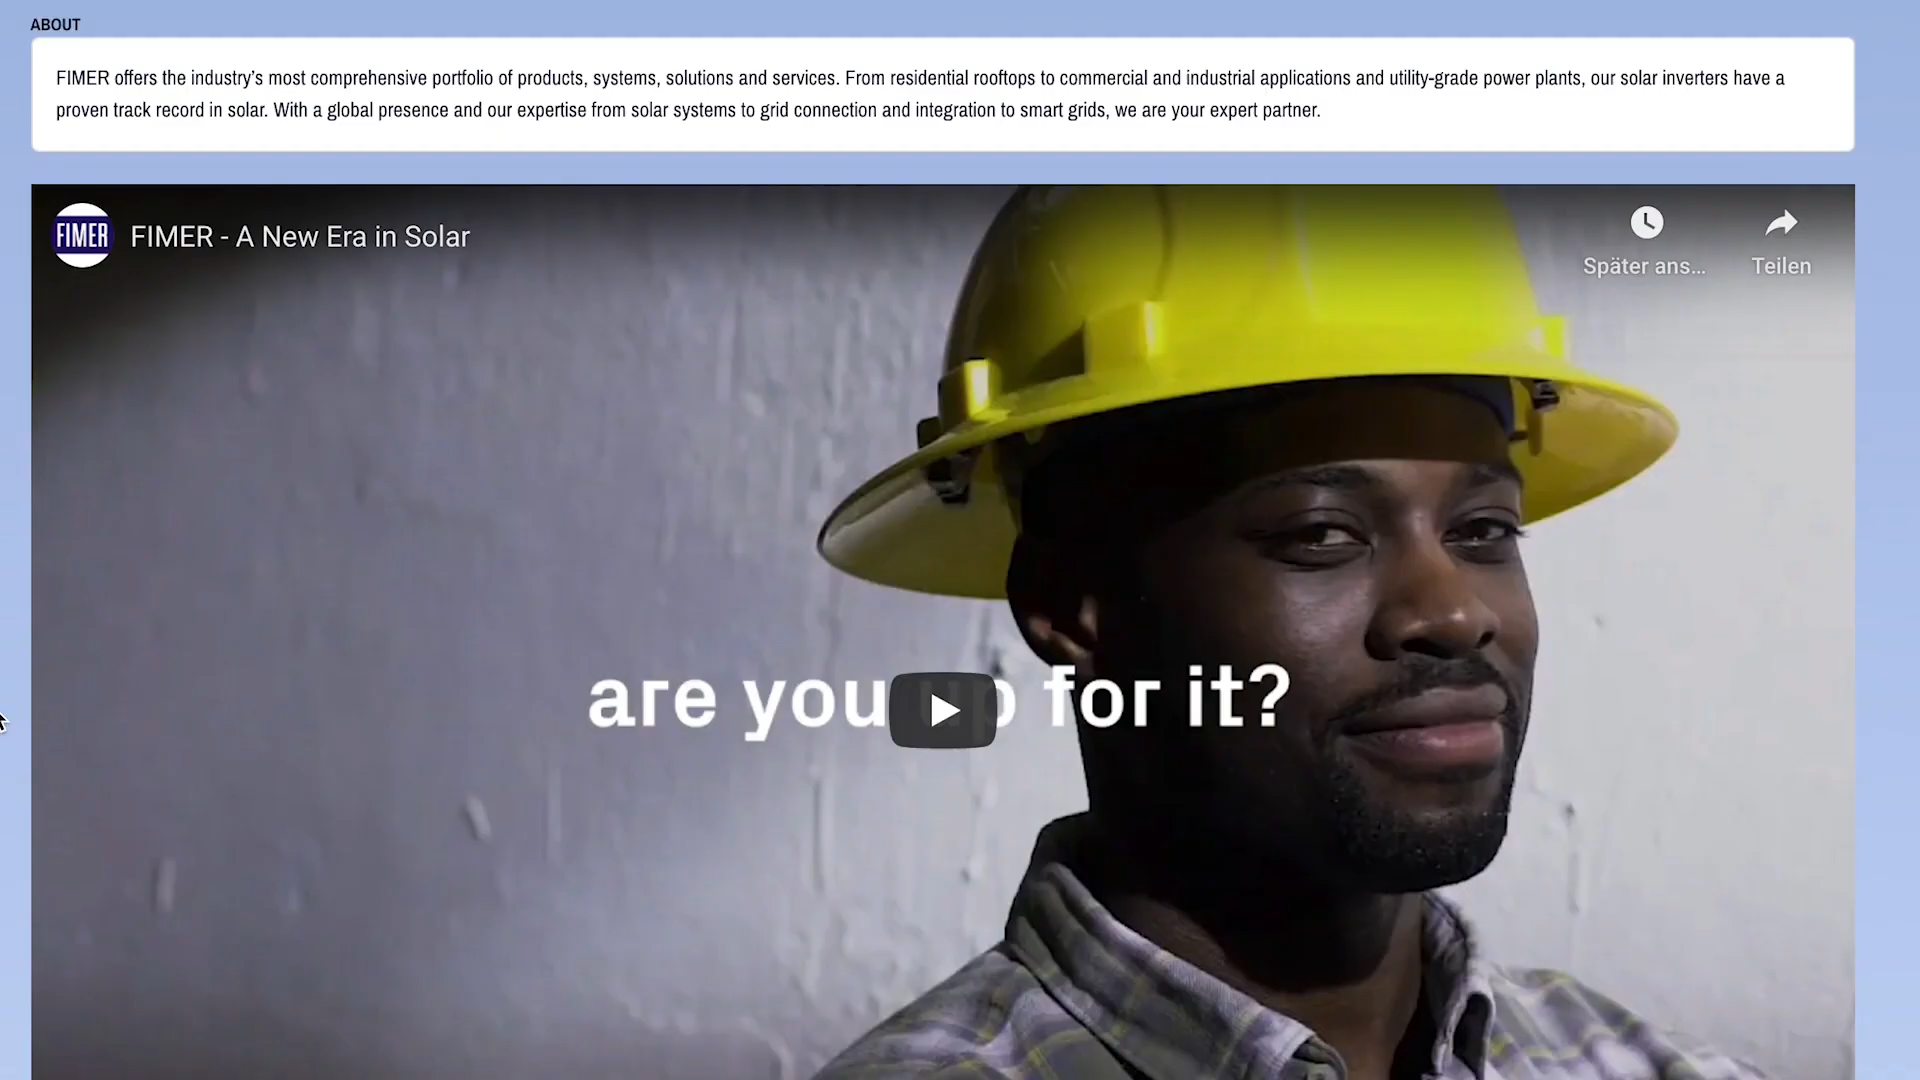 ABOUT
FIMER offers the industry’s most comprehensive portfolio of products, systems, solutions and services. From residential rooftops to commercial and industrial applications and utility-grade power plants, our solar inverters have a
proven track record in solar. With a global presence and our expertise from solar systems to grid connection and integration to smart grids, we are your expert partner.
FIMER
FIMER - A New Era in Solar
Später ans...
Teilen
are you up for it?